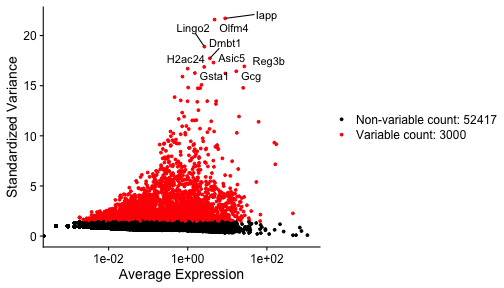 Iapp
Lingo2 Olfm4
Dmbt1
H2ac24 Asic5 Reg3b
Gsta1 Gcg
20
15
10
5
0
Standardized Variance
1e-02 1e+00 1e+02
Average Expression
Non-variable count: 52417
Variable count: 3000